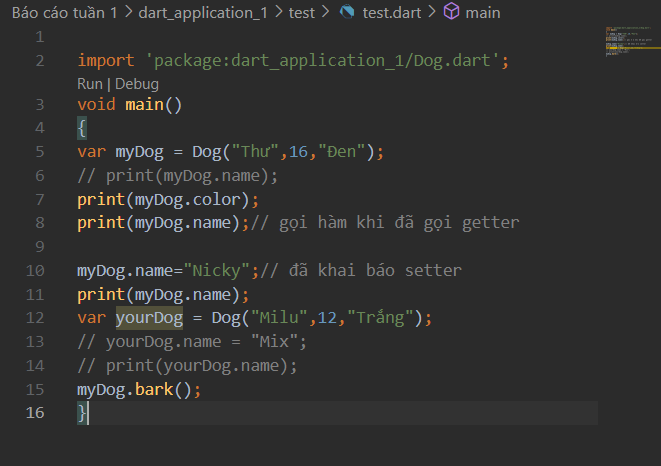 Báo cáo tuần 1 > dart_application_1 > test > test.dart > main
1
2 import 'package:dart_application_1/Dog.dart';
Run | Debug
3 void main()
4 {
5 var myDog = Dog("Thư",16,"Đen");
6 // print(myDog.name);
7 print(myDog.color);
8 print(myDog.name);// gọi hàm khi đã gọi getter
9
10 myDog.name="Nicky";// đã khai báo setter
11 print(myDog.name);
12 var yourDog = Dog("Milu",12,"Trắng");
13 // yourDog.name = "Mix";
14 // print(yourDog.name);
15 myDog.bark();
16 }